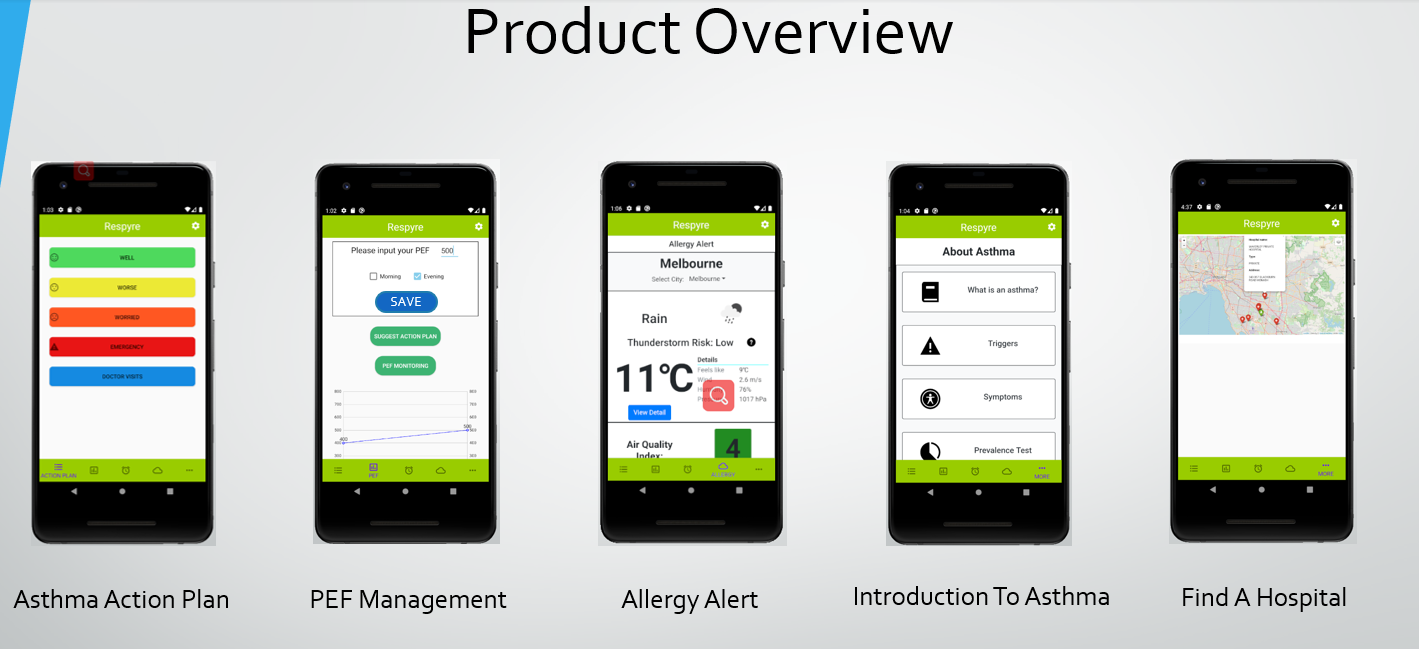 Product Overview
1:03
Respyre
WELL
WORSE
WORRIED
EMERGENCY
DOCTOR VISITS
ACTION PLAN
Asthma Action Plan
1:02
Respyre
Please input your PEF 500
Morning Evening
SAVE
SUGGEST ACTION PLAN
PEF MONITORING
800 800
700 700
600 600
500 500
400 400
300 300
400
500
PEF
PEF Management
1:06
Respyre
Allergy Alert
Melbourne
Select City: Melbourne
Rain
Thunderstorm Risk: Low ?
11°C
Details
Feels like 9°C
2.6 m/s
76%
1017 hPa
View Detail
Air Quality
Index:
4
ALLERGY
Allergy Alert
1:04
Respyre
About Asthma
What is an asthma?
Triggers
Symptoms
Prevalence Test
MORE
Introduction To Asthma
4:37
Respyre
MORE
Find A Hospital